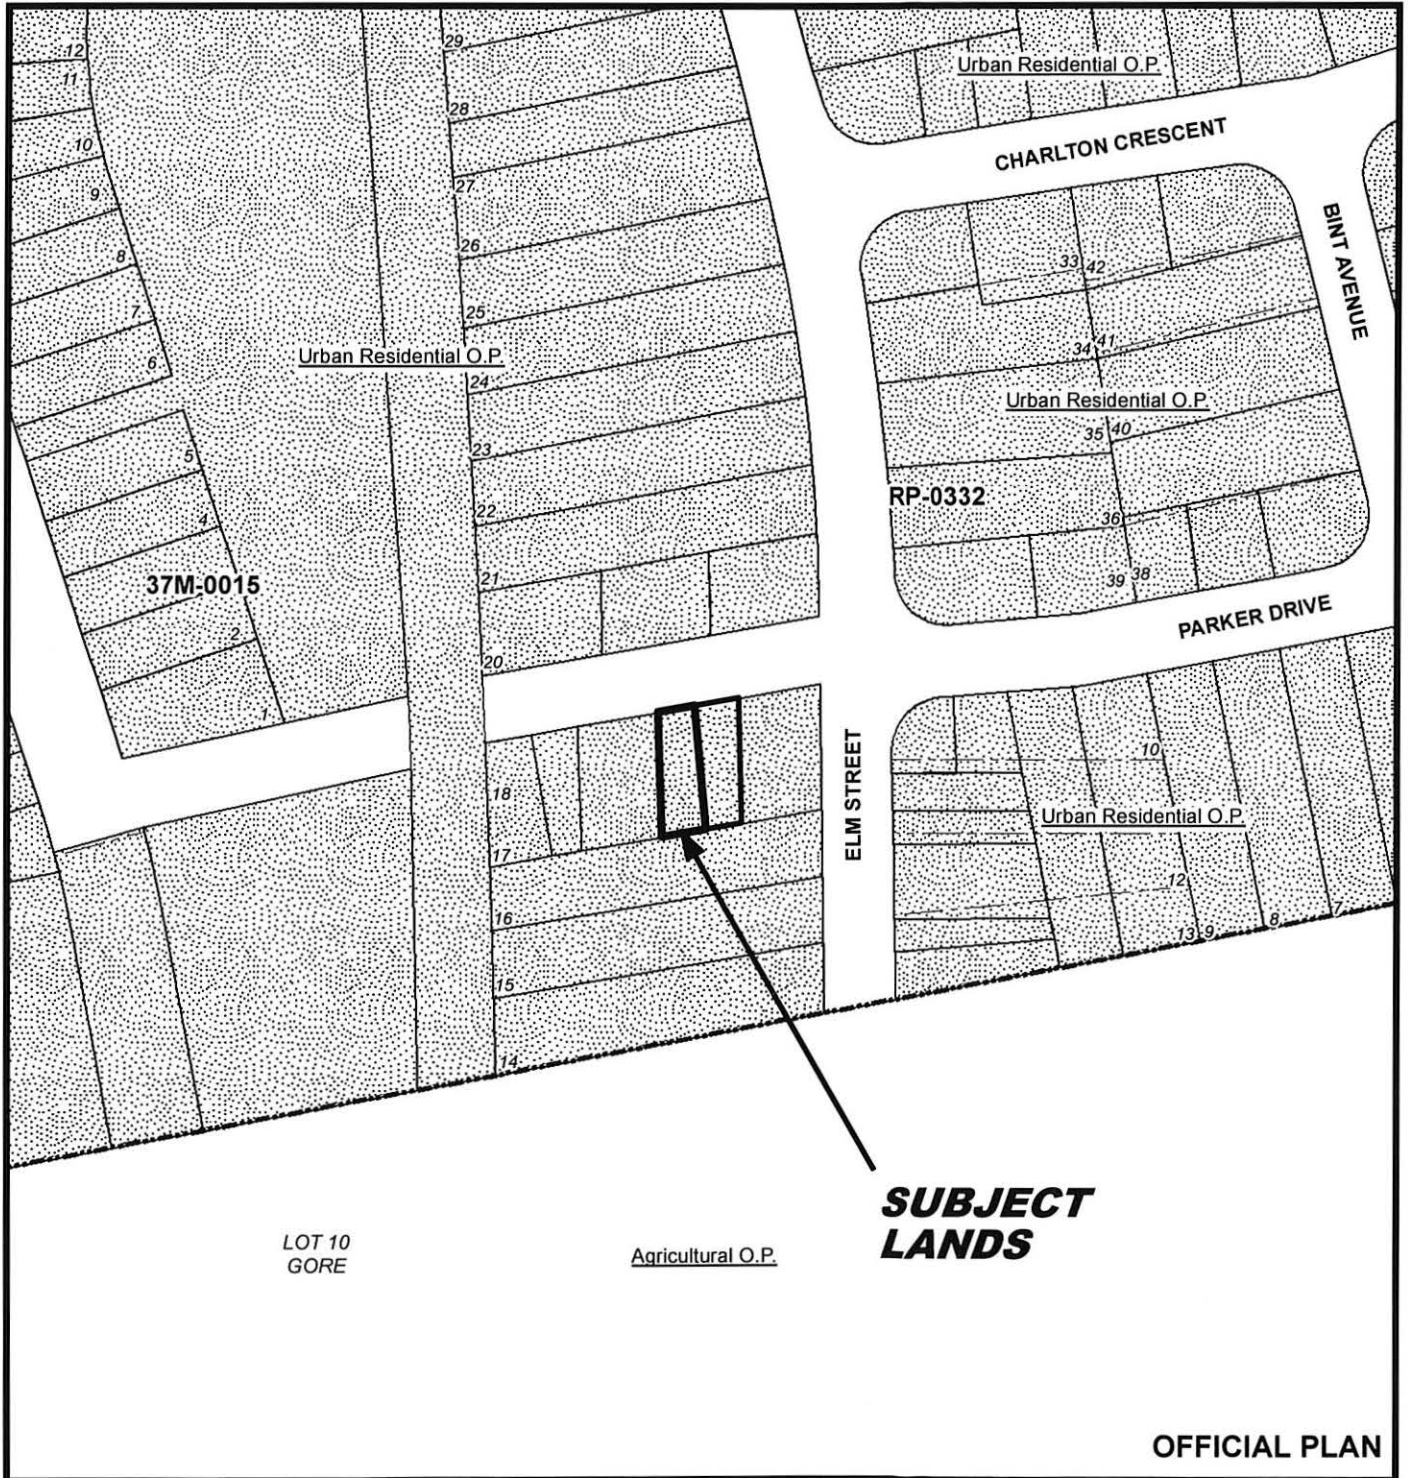 29
12
Urban Residential O.P.
11
28
CHARLTON CRESCENT
10
27
9
BINT AVENUE
26
8
33
42
25
7
34
41
Urban Residential O.P.
6
24
Urban Residential O.P.
35
40
23
5
RP-0332
22
4
36
21
39
38
37M-0015
PARKER DRIVE
2
20
1
ELM STREET
10
18
Urban Residential O.P.
17
12
16
13
9
8
7
15
14
SUBJECT
LANDS
LOT 10
GORE
Agricultural O.P.
OFFICIAL PLAN